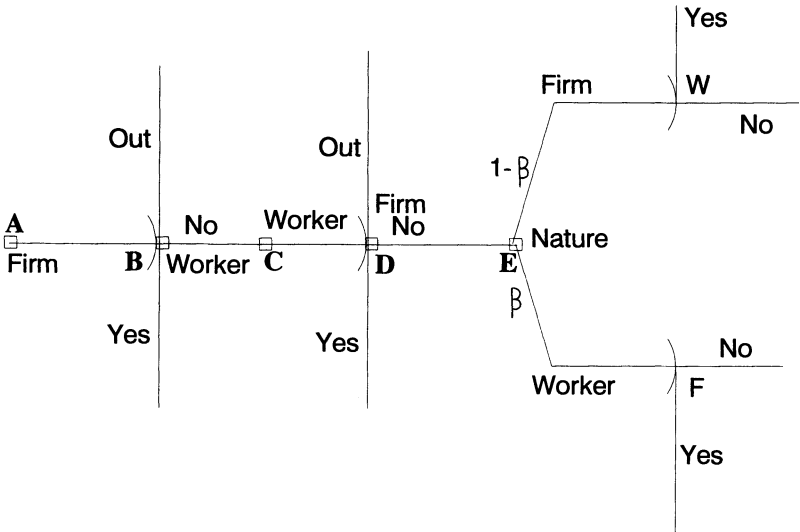 Yes
Firm
W
No
Out
Out
1-β
A
No
Worker
Firm
No
Nature
Firm
B
Worker
C
D
E
β
Yes
Yes
No
Worker
F
Yes